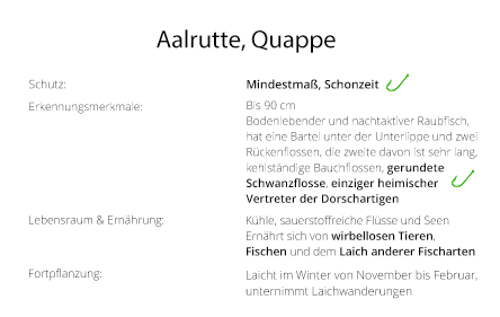 Aalrutte, Quappe
Schutz: Mindestmaß, Schonzeit
Erkennungsmerkmale: Bis 90 cm
Bodenlebender und nachtaktiver Raubfisch,
hat eine Bartel unter der Unterlippe und zwei
Rückenflossen, die zweite davon ist sehr lang,
kehlständige Bauchflossen, gerundete
Schwanzflosse, einziger heimischer
Vertreter der Dorschartigen
Lebensraum & Ernährung: Kühle, sauerstoffreiche Flüsse und Seen
Ernährt sich von wirbellosen Tieren,
Fischen und dem Laich anderer Fischarten
Fortpflanzung: Laicht im Winter von November bis Februar,
unternimmt Laichwanderungen